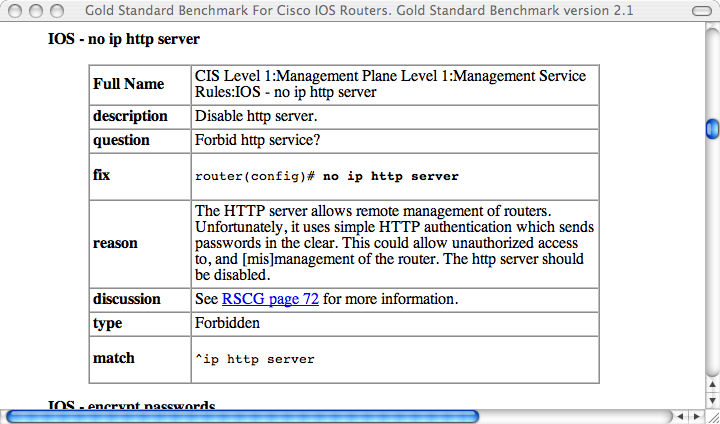 Gold Standard Benchmark For Cisco IOS Routers. Gold Standard Benchmark version 2.1
IOS - no ip http server
Full Name
CIS Level 1:Management Plane Level 1:Management Service
Rules:IOS - no ip http server
description
Disable http server.
question
Forbid http service?
fix
router(config)# no ip http server
reason
The HTTP server allows remote management of routers.
Unfortunately, it uses simple HTTP authentication which sends
passwords in the clear. This could allow unauthorized access
to, and [mis]management of the router. The http server should
be disabled.
discussion
See RSCG page 72 for more information.
type
Forbidden
match
^ip http server
IOS - encrypt passwords